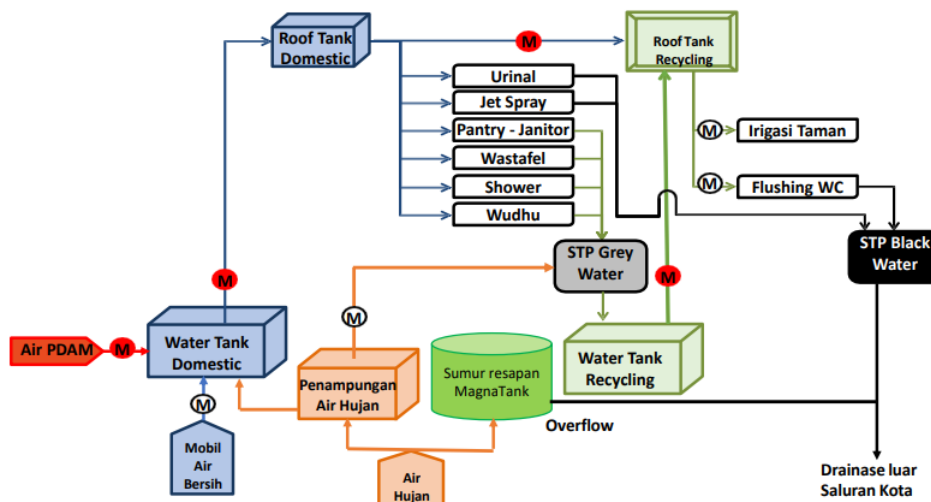 Roof Tank
Domestic
M
Roof Tank
Recycling
Urinal
Jet Spray
Pantry - Janitor
Wastafel
Shower
Wudhu
M
Irigasi Taman
M
Flushing WC
STP Grey
Water
STP Black
Water
M
M
M
Air PDAM
M
Water Tank
Domestic
Penampungan
Air Hujan
Sumur resapan
MagnaTank
Water Tank
Recycling
M
Overflow
Mobil
Air
Bersih
Air
Hujan
Drainase luar
Saluran Kota